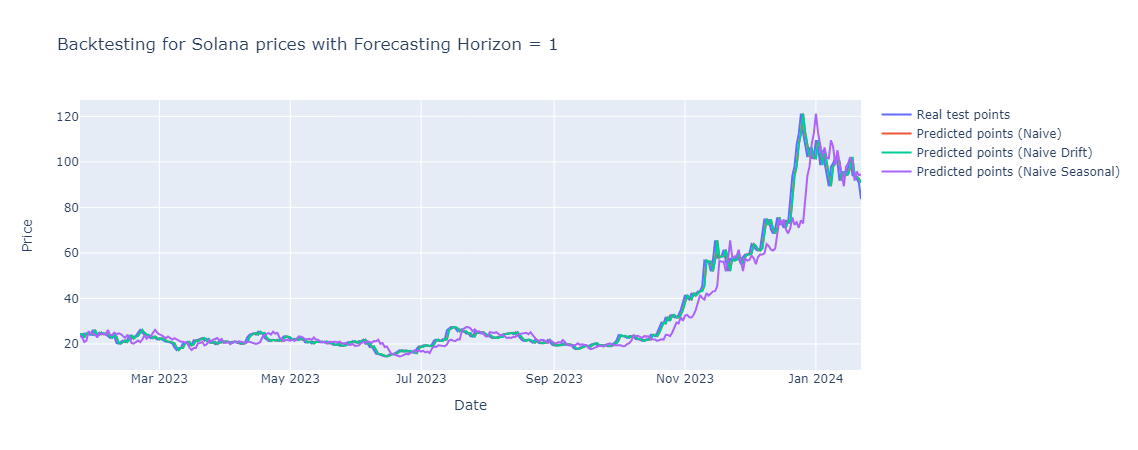 Backtesting for Solana prices with Forecasting Horizon = 1
Real test points
Predicted points (Naive)
Predicted points (Naive Drift)
Predicted points (Naive Seasonal)
120
100
80
60
40
20
Price
Mar 2023
May 2023
Jul 2023
Sep 2023
Nov 2023
Jan 2024
Date